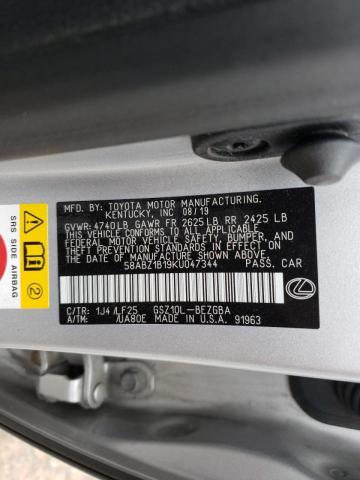 MFD. BY: TOYOTA MOTOR MANUFACTURING.
KENTUCKY, INC 08/19
GVWR: 4740LB GAWR FR 2625LB RR 2425 LB
THIS VEHICLE CONFORMS TO ALL APPLICABLE
FEDERAL MOTOR VEHICLE SAFETY, BUMPER, AND
THEFT PREVENTION STANDARDS IN EFFECT ON
THE DATE OF MANUFACTURE SHOWN ABOVE.
58ABZ1B19KU047344 PASS. CAR
C/TR: 1J4 /LF25 GSZ10L-BEZGBA
A/TM: /UA80E MADE IN U.S.A. 91963
SRS SIDE AIRBAG
2